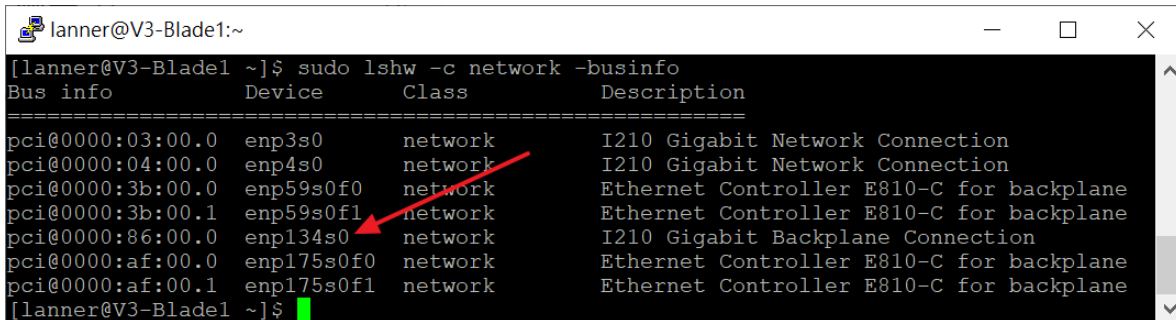 lanner@V3-Blade1:~
[lanner@V3-Blade1 ~]$ sudo lshw -c network -businfo
Bus info          Device      Class          Description
========================================================
pci@0000:03:00.0  enp3s0      network        I210 Gigabit Network Connection
pci@0000:04:00.0  enp4s0      network        I210 Gigabit Network Connection
pci@0000:3b:00.0  enp59s0f0   network        Ethernet Controller E810-C for backplane
pci@0000:3b:00.1  enp59s0f1   network        Ethernet Controller E810-C for backplane
pci@0000:86:00.0  enp134s0    network        I210 Gigabit Backplane Connection
pci@0000:af:00.0  enp175s0f0  network        Ethernet Controller E810-C for backplane
pci@0000:af:00.1  enp175s0f1  network        Ethernet Controller E810-C for backplane
[lanner@V3-Blade1 ~]$